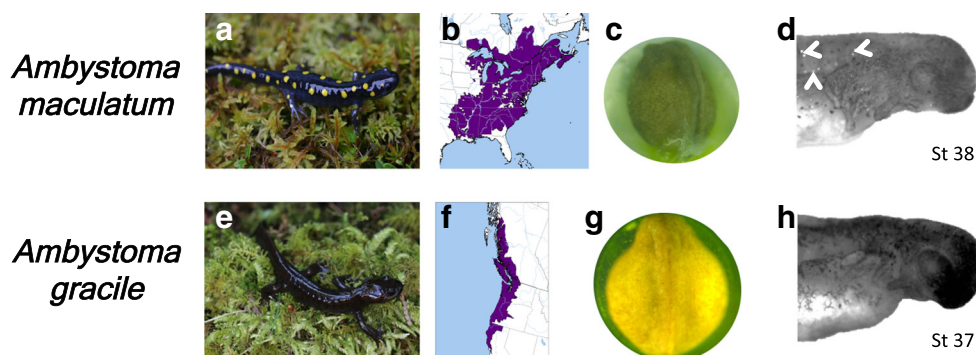 a b c d
Ambystoma
maculatum
St 38
e f g h
Ambystoma
gracile
St 37